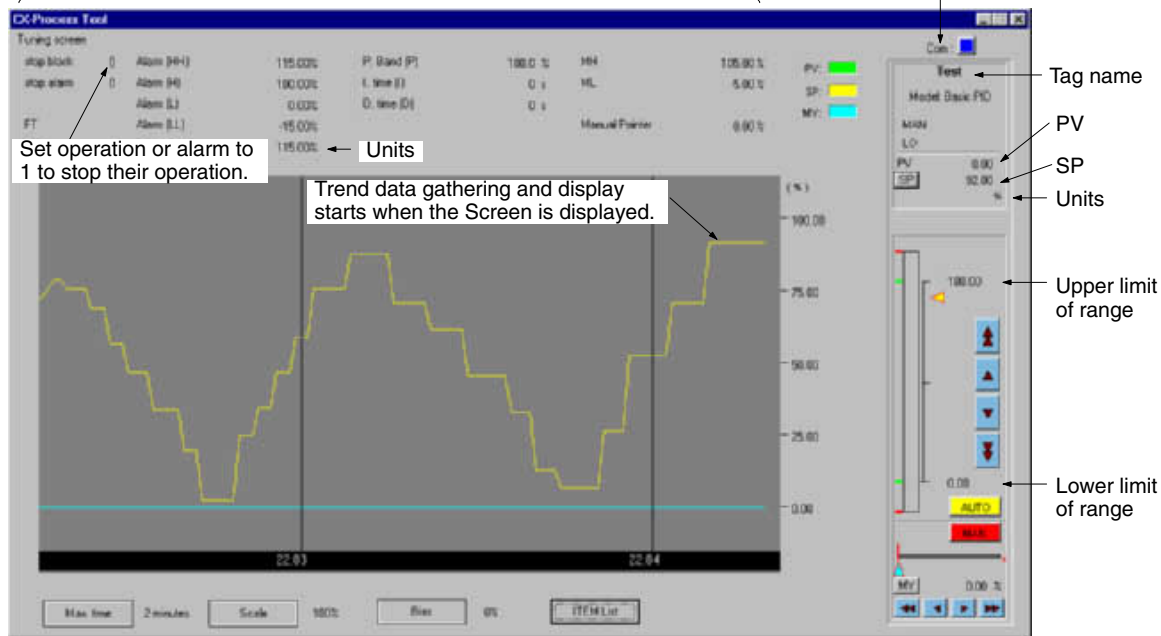 CX-Process Tool
Tuning screen
Com :
stop block 0 Alarm (HH) 115.00% P. Band (P) 100.0 % MH 105.00 % PV:
stop alarm 0 Alarm (H) 100.00% I. time (I) 0 s ML 5.00 % SP:
Alarm (L) 0.00% D. time (D) 0 s MV:
FT Alarm (LL) -15.00% Manual Pointer 0.00 %
115.00%
Units
Set operation or alarm to
1 to stop their operation.
Trend data gathering and display
starts when the Screen is displayed.
Test
Tag name
Model: Basic PID
MAN
LO
PV 0.00
PV
SP 92.00
SP
%
Units
(%)
100.00
75.00
50.00
25.00
0.00
22:03 22:04
100.00
Upper limit
of range
0.00
Lower limit
of range
AUTO
MAN
MV 0.00 %
Max. time 2 minutes Scale 100% Bias 0% ITEM List